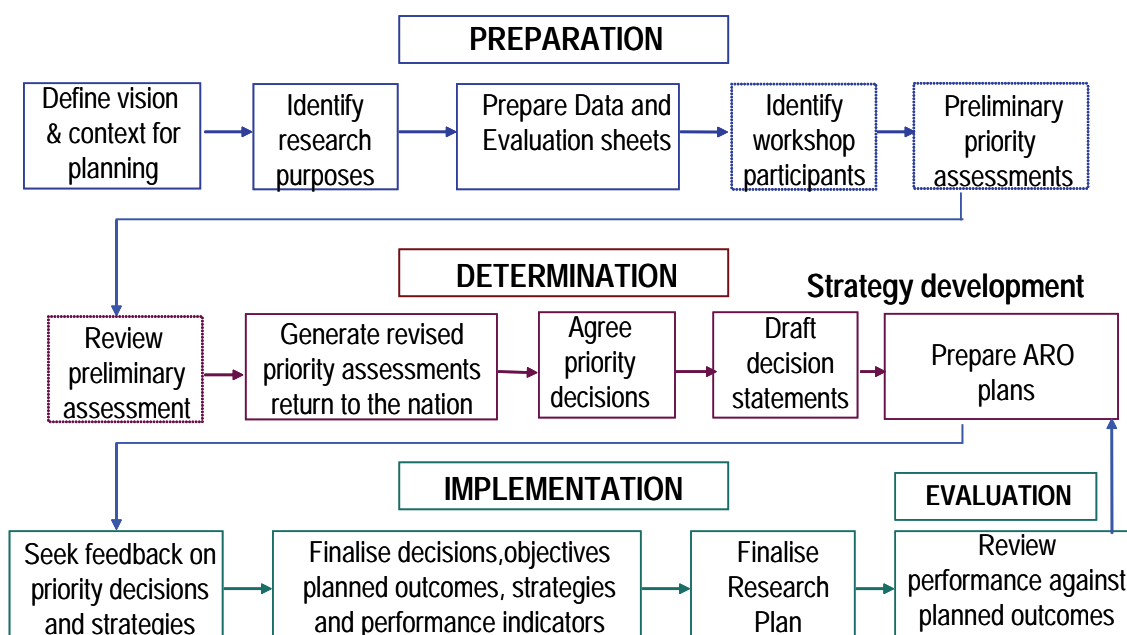 PREPARATION
Define vision
& context for
planning
Identify
research
purposes
Prepare Data and
Evaluation sheets
Identify
workshop
participants
Preliminary
priority
assessments
DETERMINATION
Strategy development
Review
preliminary
assessment
Generate revised
priority assessments
return to the nation
Agree
priority
decisions
Draft
decision
statements
Prepare ARO
plans
IMPLEMENTATION
EVALUATION
Seek feedback on
priority decisions
and strategies
Finalise decisions,objectives
planned outcomes, strategies
and performance indicators
Finalise
Research
Plan
Review
performance against
planned outcomes